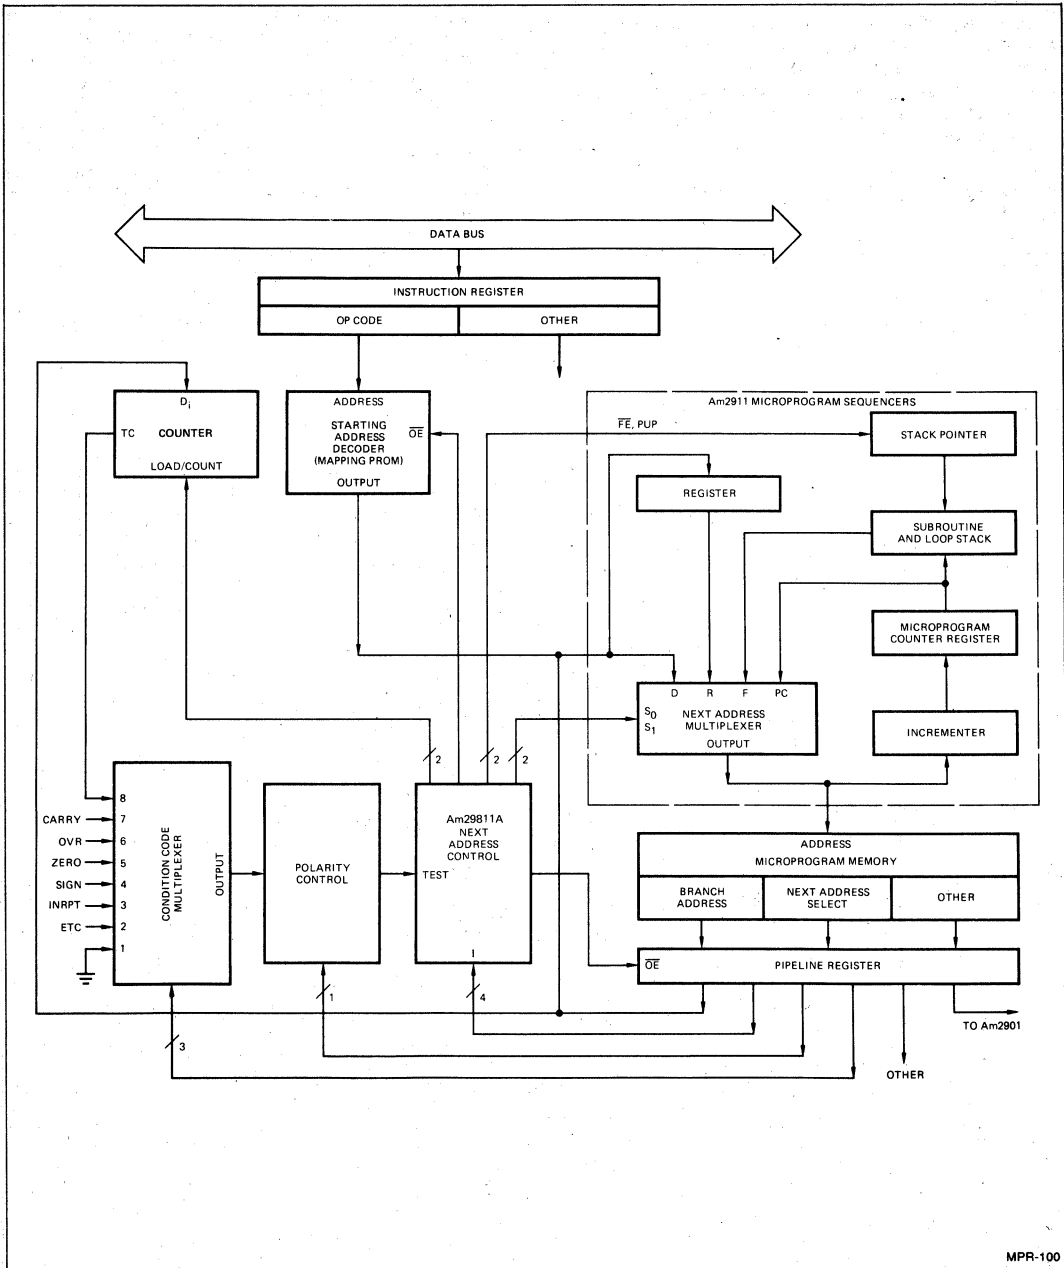 DATA BUS
INSTRUCTION REGISTER
OP CODE
OTHER
Di
TC
COUNTER
LOAD/COUNT
ADDRESS
STARTING
ADDRESS
DECODER
(MAPPING PROM)
O̅E̅
OUTPUT
Am2911 MICROPROGRAM SEQUENCERS
F̅E̅, PUP
STACK POINTER
REGISTER
SUBROUTINE
AND LOOP STACK
MICROPROGRAM
COUNTER REGISTER
D R F PC
S0
S1
NEXT ADDRESS
MULTIPLEXER
OUTPUT
INCREMENTER
2
2
2
8
CARRY 7
OVR 6
ZERO 5
SIGN 4
INRPT 3
ETC 2
1
CONDITION CODE
MULTIPLEXER
OUTPUT
POLARITY
CONTROL
Am29811A
NEXT
ADDRESS
CONTROL
TEST
I
ADDRESS
MICROPROGRAM MEMORY
BRANCH
ADDRESS
NEXT ADDRESS
SELECT
OTHER
O̅E̅
PIPELINE REGISTER
1
4
3
TO Am2901
OTHER
MPR-100